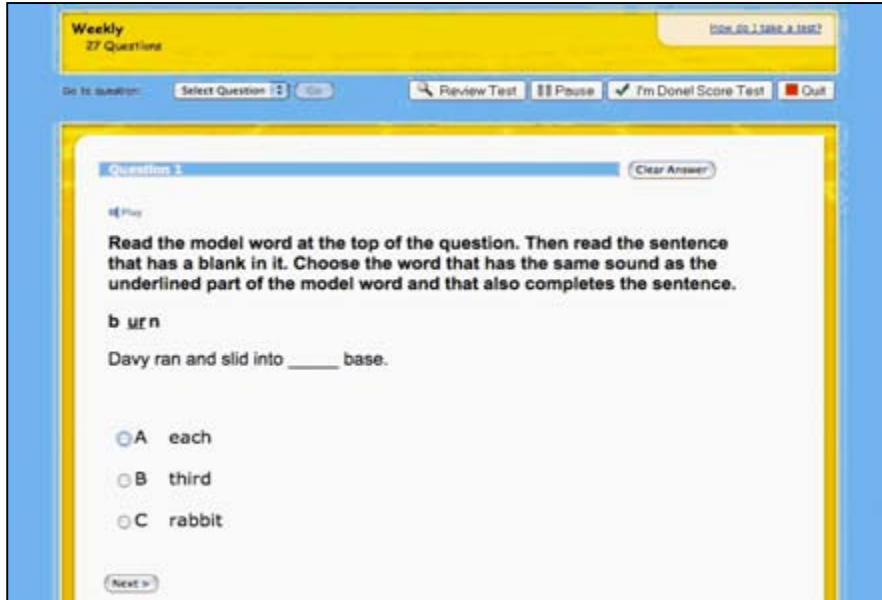 Weekly
How do I take a test?
27 Questions
Go to question:
Select Question
Go
Review Test
Pause
I'm Done! Score Test
Quit
Question 1
Clear Answer
Play
Read the model word at the top of the question. Then read the sentence
that has a blank in it. Choose the word that has the same sound as the
underlined part of the model word and that also completes the sentence.
b urn
Davy ran and slid into _____ base.
A each
B third
C rabbit
Next >